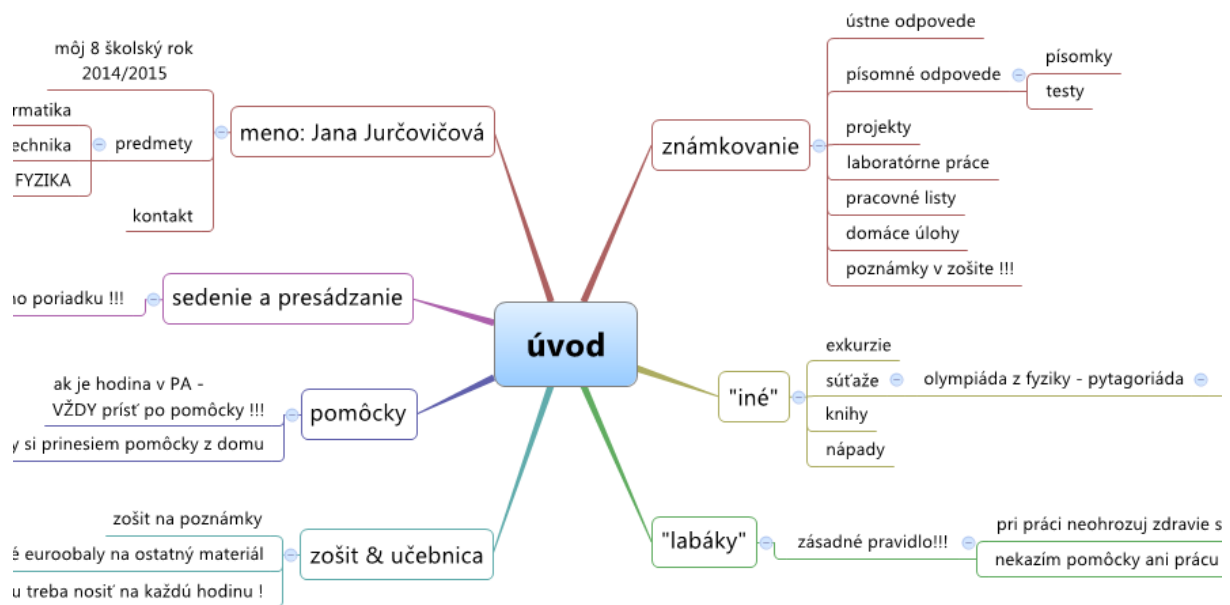 úvod
meno: Jana Jurčovičová
môj 8 školský rok
2014/2015
predmety
FYZIKA
kontakt
sedenie a presádzanie
poriadku !!!
pomôcky
ak je hodina v PA -
VŽDY prísť po pomôcky !!!
si prinesiem pomôcky z domu
zošit & učebnica
zošit na poznámky
euroobaly na ostatný materiál
treba nosiť na každú hodinu !
známkovanie
ústne odpovede
písomné odpovede
písomky
testy
projekty
laboratórne práce
pracovné listy
domáce úlohy
poznámky v zošite !!!
"iné"
exkurzie
súťaže
olympiáda z fyziky - pytagoriáda
knihy
nápady
"labáky"
zásadné pravidlo!!!
pri práci neohrozuj zdravie
nekazím pomôcky ani prácu